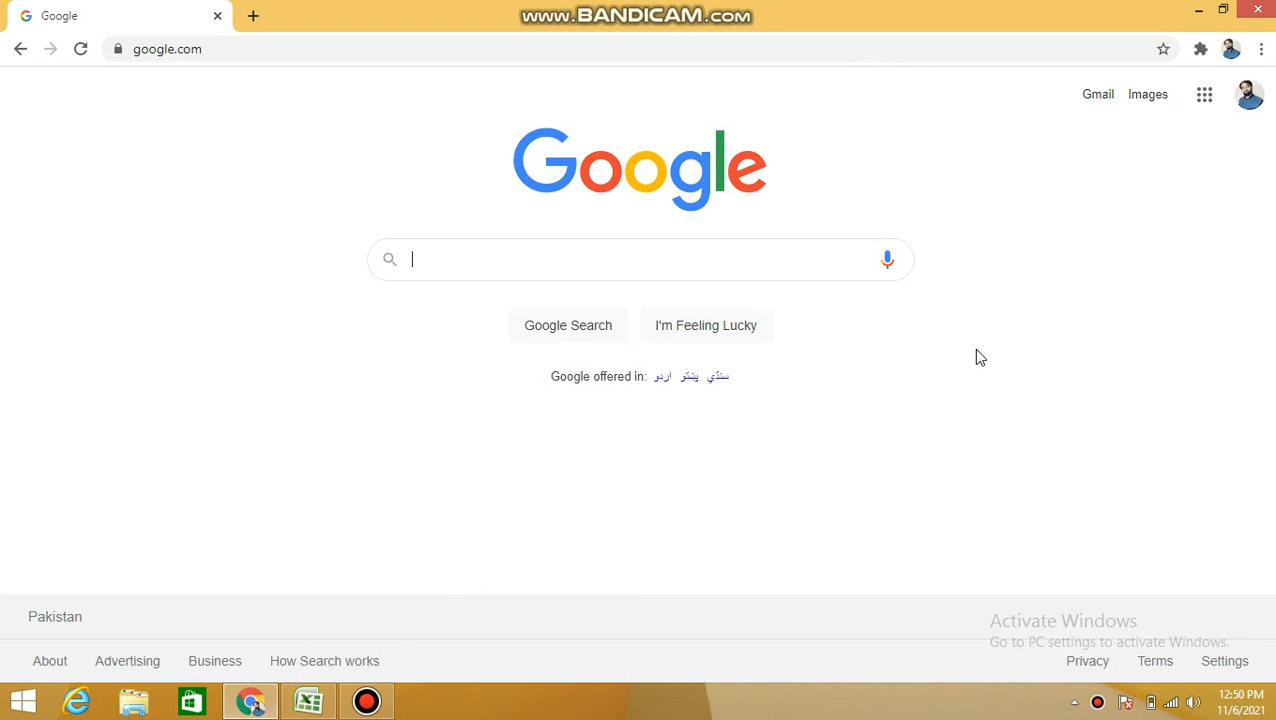 Google
www.BANDICAM.com
google.com
Gmail Images
Google
Google Search I'm Feeling Lucky
Google offered in: اردو پښتو سنڌي
Pakistan
Activate Windows
Go to PC settings to activate Windows.
About Advertising Business How Search works Privacy Terms Settings
12:50 PM
11/6/2021